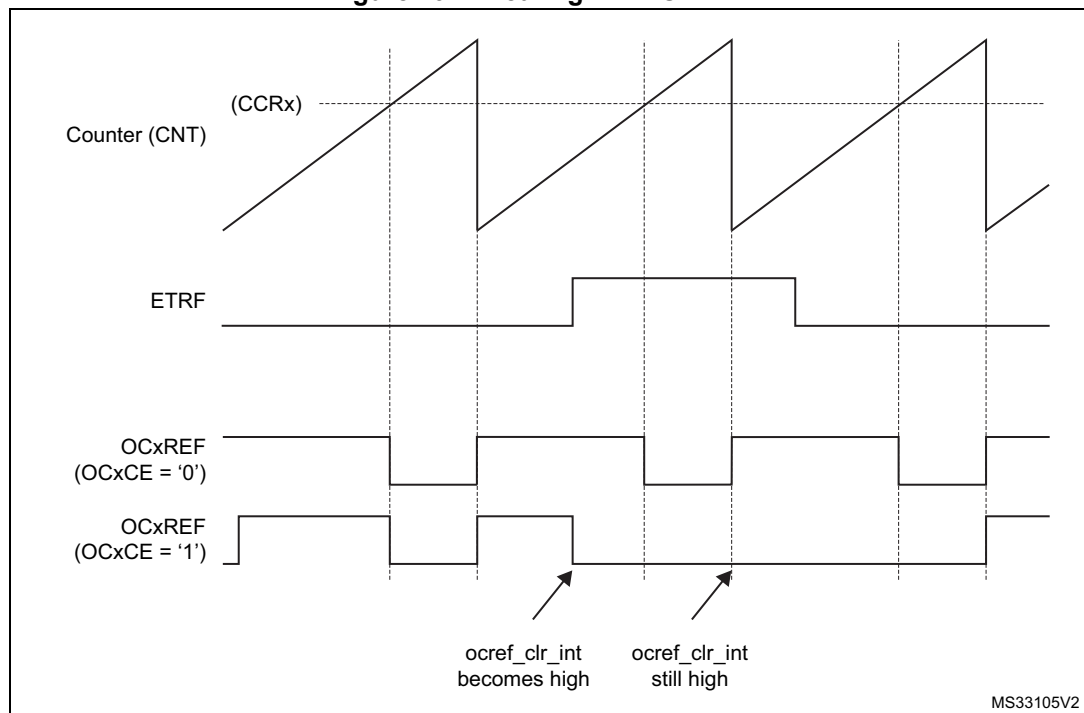 (CCRx)
Counter (CNT)
ETRF
OCxREF
(OCxCE = ‘0’)
OCxREF
(OCxCE = ‘1’)
ocref_clr_int
becomes high
ocref_clr_int
still high
MS33105V2